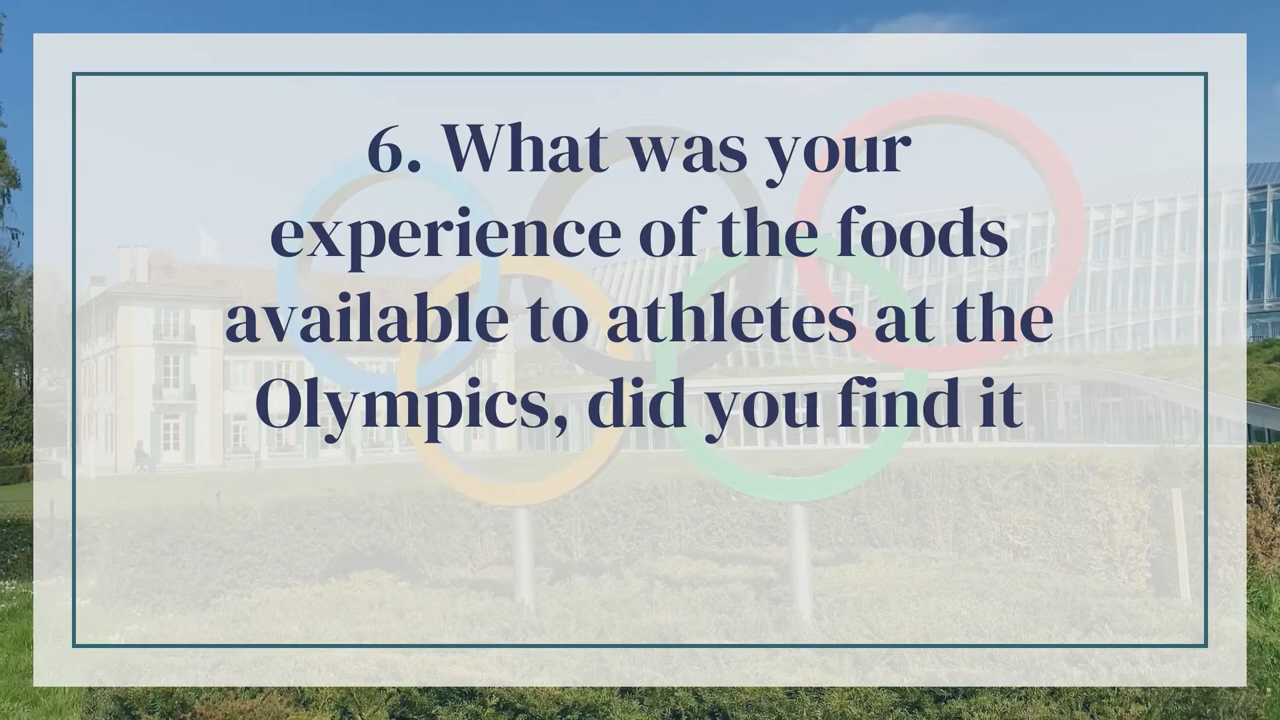 6. What was your
experience of the foods
available to athletes at the
Olympics, did you find it